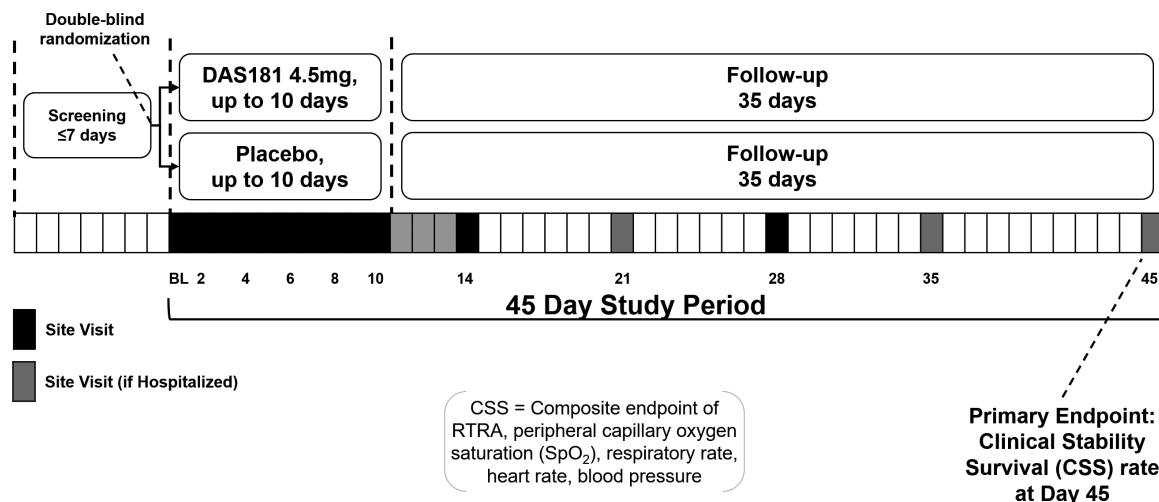 Double-blind
randomization
Screening
≤7 days
DAS181 4.5mg,
up to 10 days
Follow-up
35 days
Placebo,
up to 10 days
Follow-up
35 days
BL 2 4 6 8 10 14 21 28 35 45
45 Day Study Period
Site Visit
Site Visit (if Hospitalized)
CSS = Composite endpoint of
RTRA, peripheral capillary oxygen
saturation (SpO₂), respiratory rate,
heart rate, blood pressure
Primary Endpoint:
Clinical Stability
Survival (CSS) rate
at Day 45